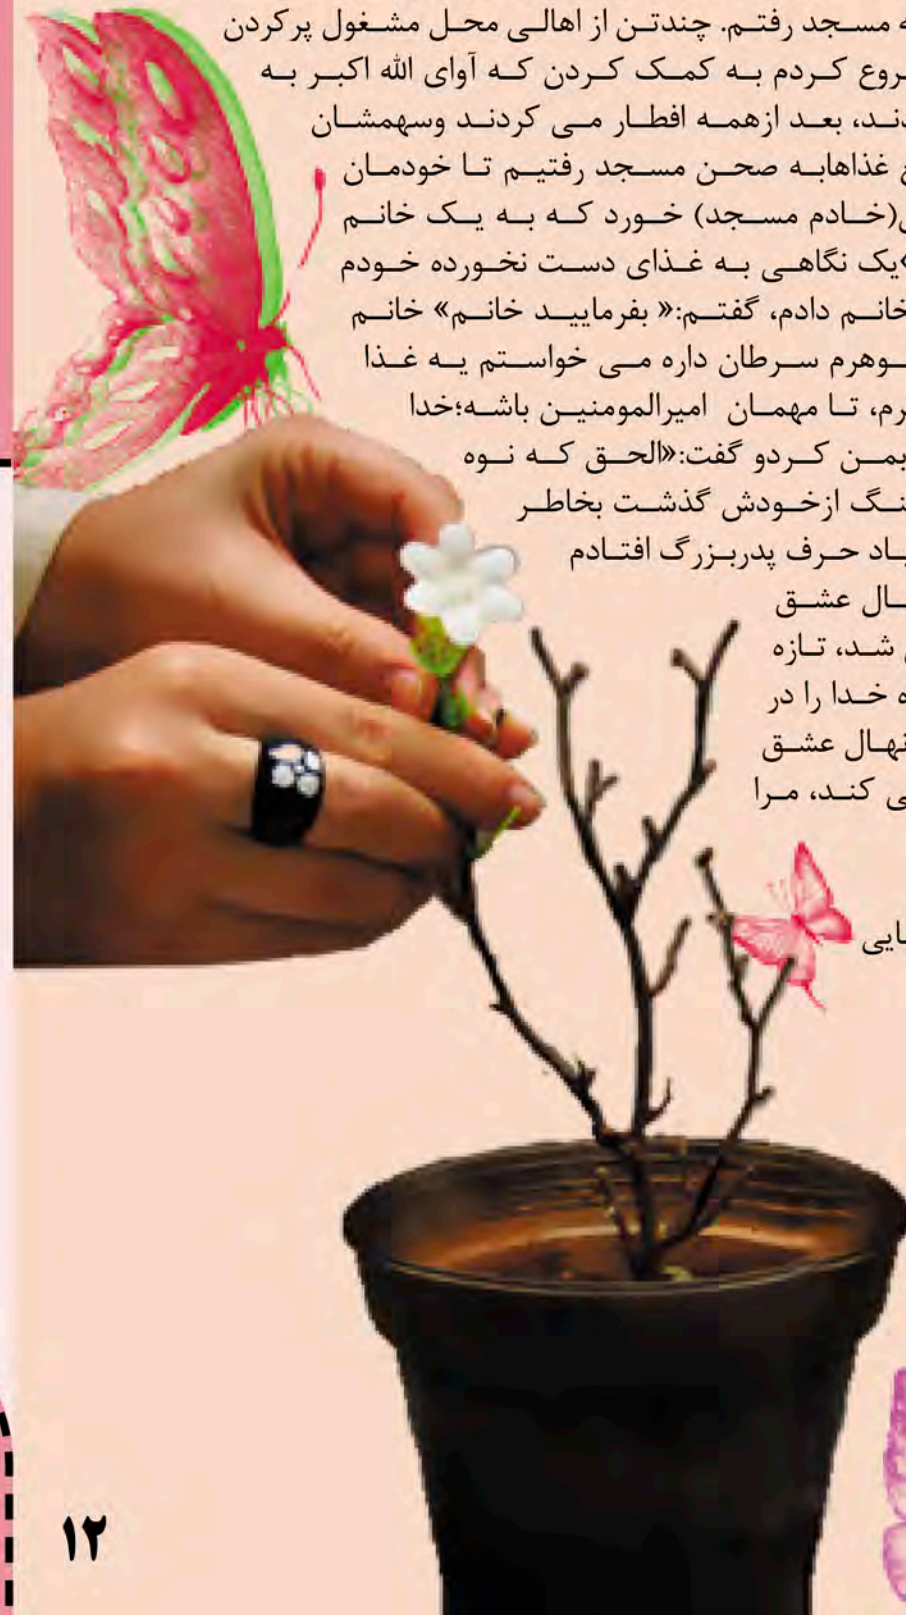 ه مسجد رفتم. چندتن از اهالی محل مشغول پرکردن
روع کردم به کمک کردن که آوای الله اکبر به
دند، بعد ازهمه افطار می کردند وسهمشان
غذاهابه صحن مسجد رفتیم تا خودمان
(خادم مسجد) خورد که به یک خانم
یک نگاهی به غذای دست نخورده خودم
خانم دادم، گفتم:« بفرمایید خانم» خانم
وهرم سرطان داره می خواستم یه غذا
رم، تا مهمان امیرالمومنین باشه؛خدا
بمن کردو گفت:«الحق که نوه
نگ ازخودش گذشت بخاطر
یاد حرف پدربزرگ افتادم
ال عشق
شد، تازه
ه خدا را در
نهال عشق
ی کند، مرا
ایی
۱۲